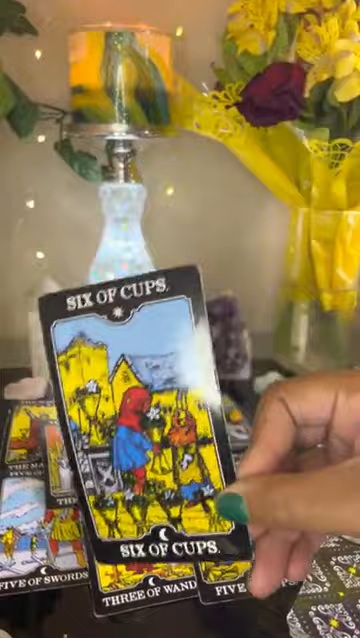 SIX OF CUPS.
SIX OF CUPS.
FIVE OF SWORDS
THREE OF WAND
FIVE